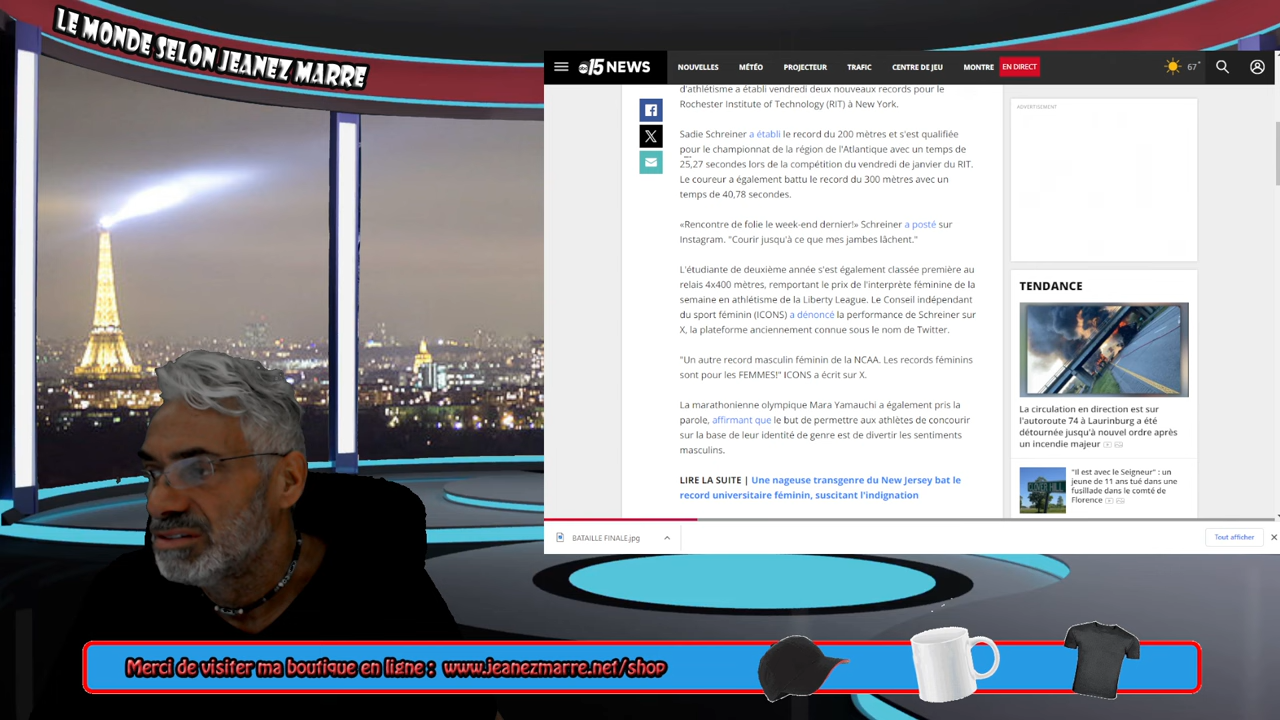 LE MONDE SELON JEANEZ MARRE
abc 15 NEWS
NOUVELLES
MÉTÉO
PROJECTEUR
TRAFIC
CENTRE DE JEU
MONTRE
EN DIRECT
67°
d'athlétisme a établi vendredi deux nouveaux records pour le
Rochester Institute of Technology (RIT) à New York.
Sadie Schreiner a établi le record du 200 mètres et s'est qualifiée
pour le championnat de la région de l'Atlantique avec un temps de
25,27 secondes lors de la compétition du vendredi de janvier du RIT.
Le coureur a également battu le record du 300 mètres avec un
temps de 40,78 secondes.
«Rencontre de folie le week-end dernier!» Schreiner a posté sur
Instagram. "Courir jusqu'à ce que mes jambes lâchent."
L'étudiante de deuxième année s'est également classée première au
relais 4x400 mètres, remportant le prix de l'interprète féminine de la
semaine en athlétisme de la Liberty League. Le Conseil indépendant
du sport féminin (ICONS) a dénoncé la performance de Schreiner sur
X, la plateforme anciennement connue sous le nom de Twitter.
"Un autre record masculin féminin de la NCAA. Les records féminins
sont pour les FEMMES!" ICONS a écrit sur X.
La marathonienne olympique Mara Yamauchi a également pris la
parole, affirmant que le but de permettre aux athlètes de concourir
sur la base de leur identité de genre est de divertir les sentiments
masculins.
LIRE LA SUITE | Une nageuse transgenre du New Jersey bat le
record universitaire féminin, suscitant l'indignation
ADVERTISEMENT
TENDANCE
La circulation en direction est sur
l'autoroute 74 à Laurinburg a été
détournée jusqu'à nouvel ordre après
un incendie majeur
CLOVER HILL
"Il est avec le Seigneur" : un
jeune de 11 ans tué dans une
fusillade dans le comté de
Florence
BATAILLE FINALE.jpg
Tout afficher
Merci de visiter ma boutique en ligne : www.jeanezmarre.net/shop